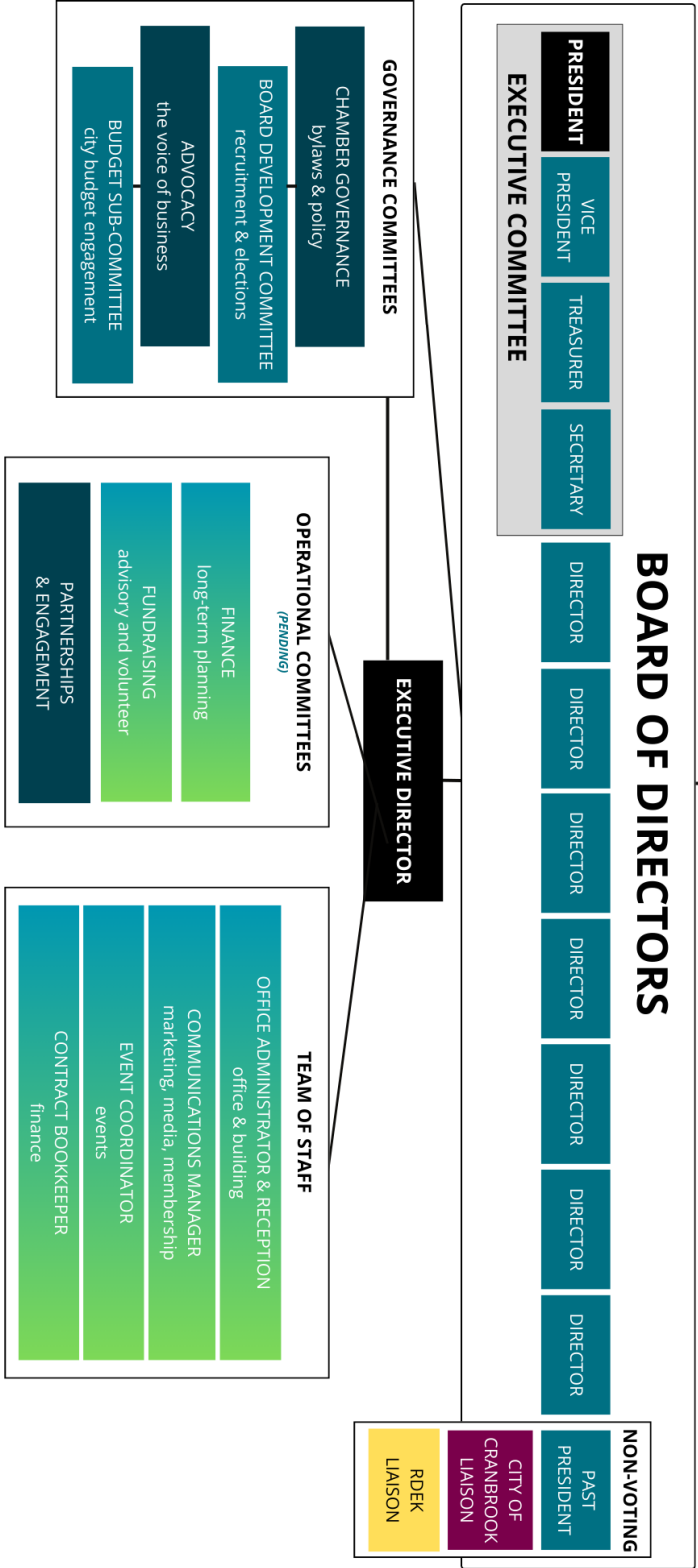 BOARD OF DIRECTORS
PRESIDENT
VICE
PRESIDENT
TREASURER
SECRETARY
DIRECTOR
DIRECTOR
DIRECTOR
DIRECTOR
DIRECTOR
DIRECTOR
DIRECTOR
EXECUTIVE COMMITTEE
NON-VOTING
PAST
PRESIDENT
CITY OF
CRANBROOK
LIAISON
RDEK
LIAISON
EXECUTIVE DIRECTOR
GOVERNANCE COMMITTEES
CHAMBER GOVERNANCE
bylaws & policy
BOARD DEVELOPMENT COMMITTEE
recruitment & elections
ADVOCACY
the voice of business
BUDGET SUB-COMMITTEE
city budget engagement
OPERATIONAL COMMITTEES
(PENDING)
FINANCE
long-term planning
FUNDRAISING
advisory and volunteer
PARTNERSHIPS
& ENGAGEMENT
TEAM OF STAFF
OFFICE ADMINISTRATOR & RECEPTION
office & building
COMMUNICATIONS MANAGER
marketing, media, membership
EVENT COORDINATOR
events
CONTRACT BOOKKEEPER
finance